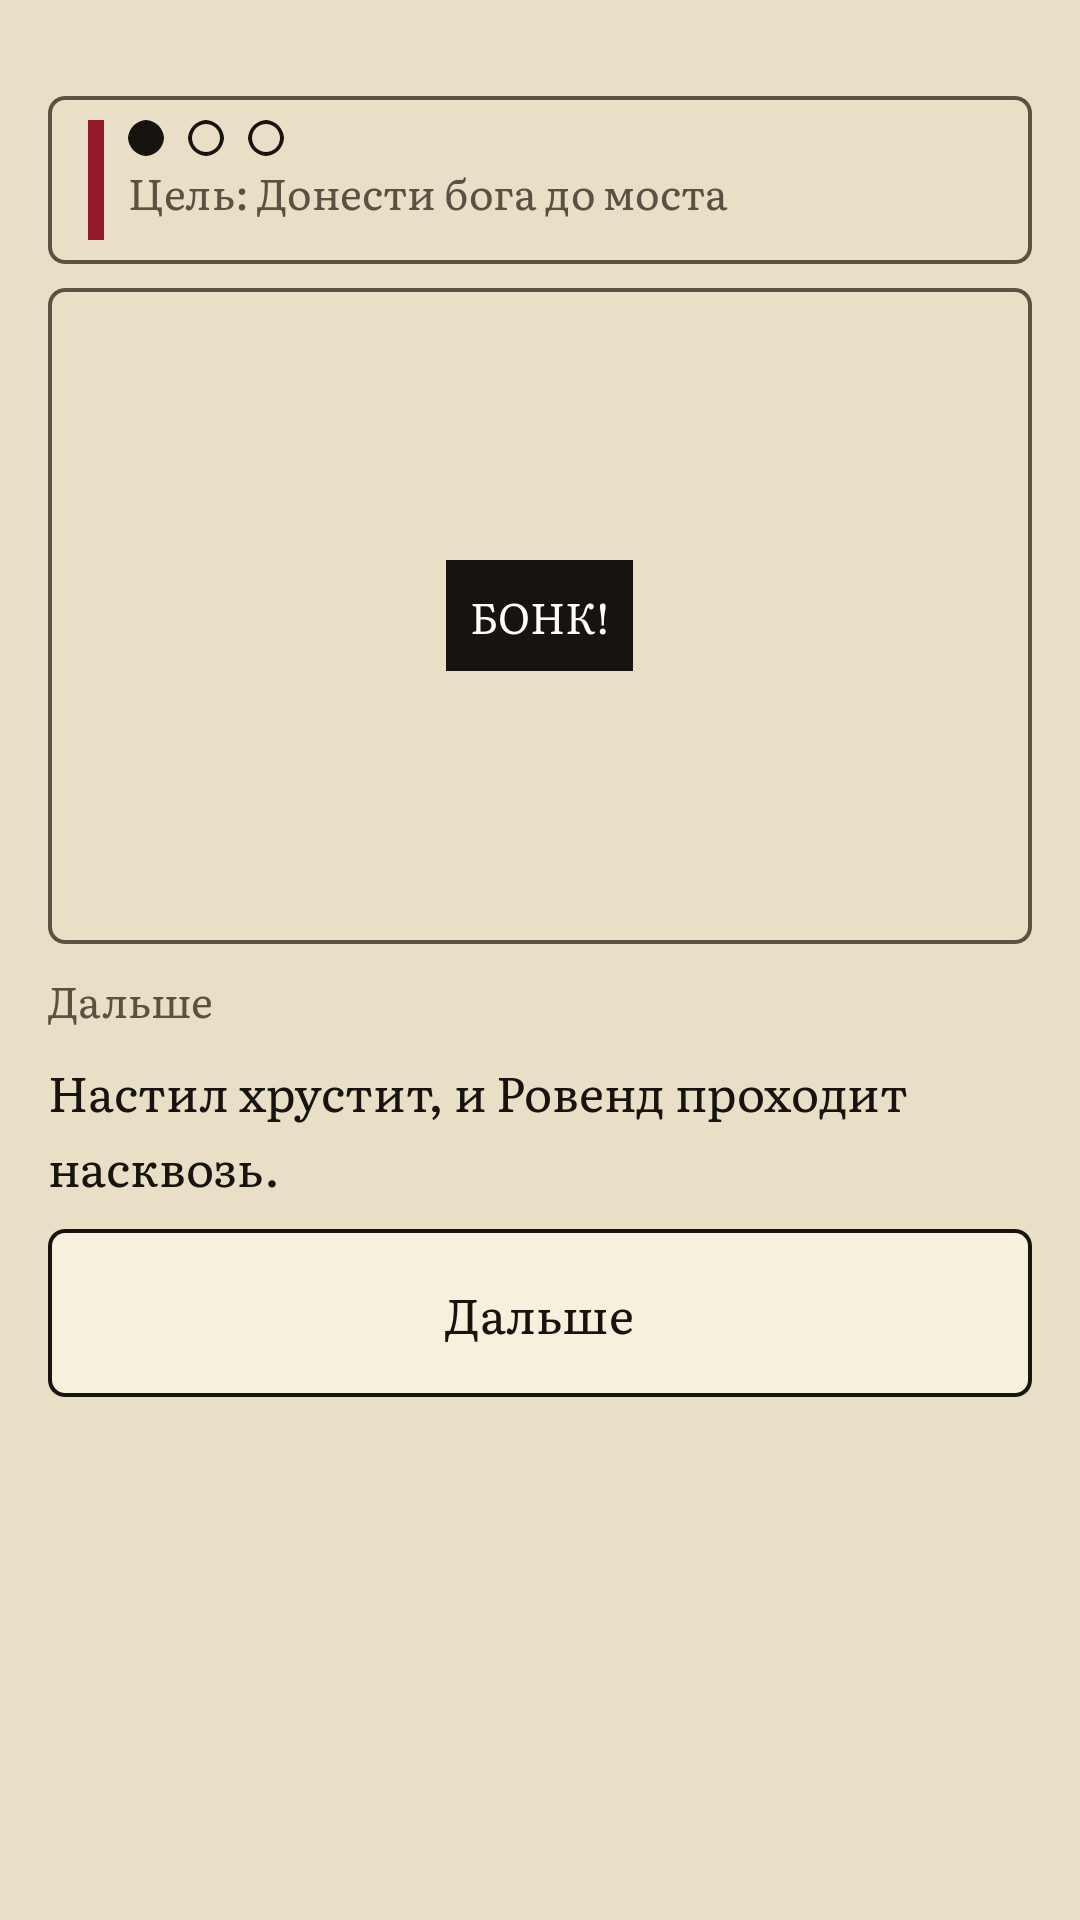 Цель: Донести бога до моста
БОНК!
Дальше
Настил хрустит, и Ровенд проходит
насквозь.
Дальше